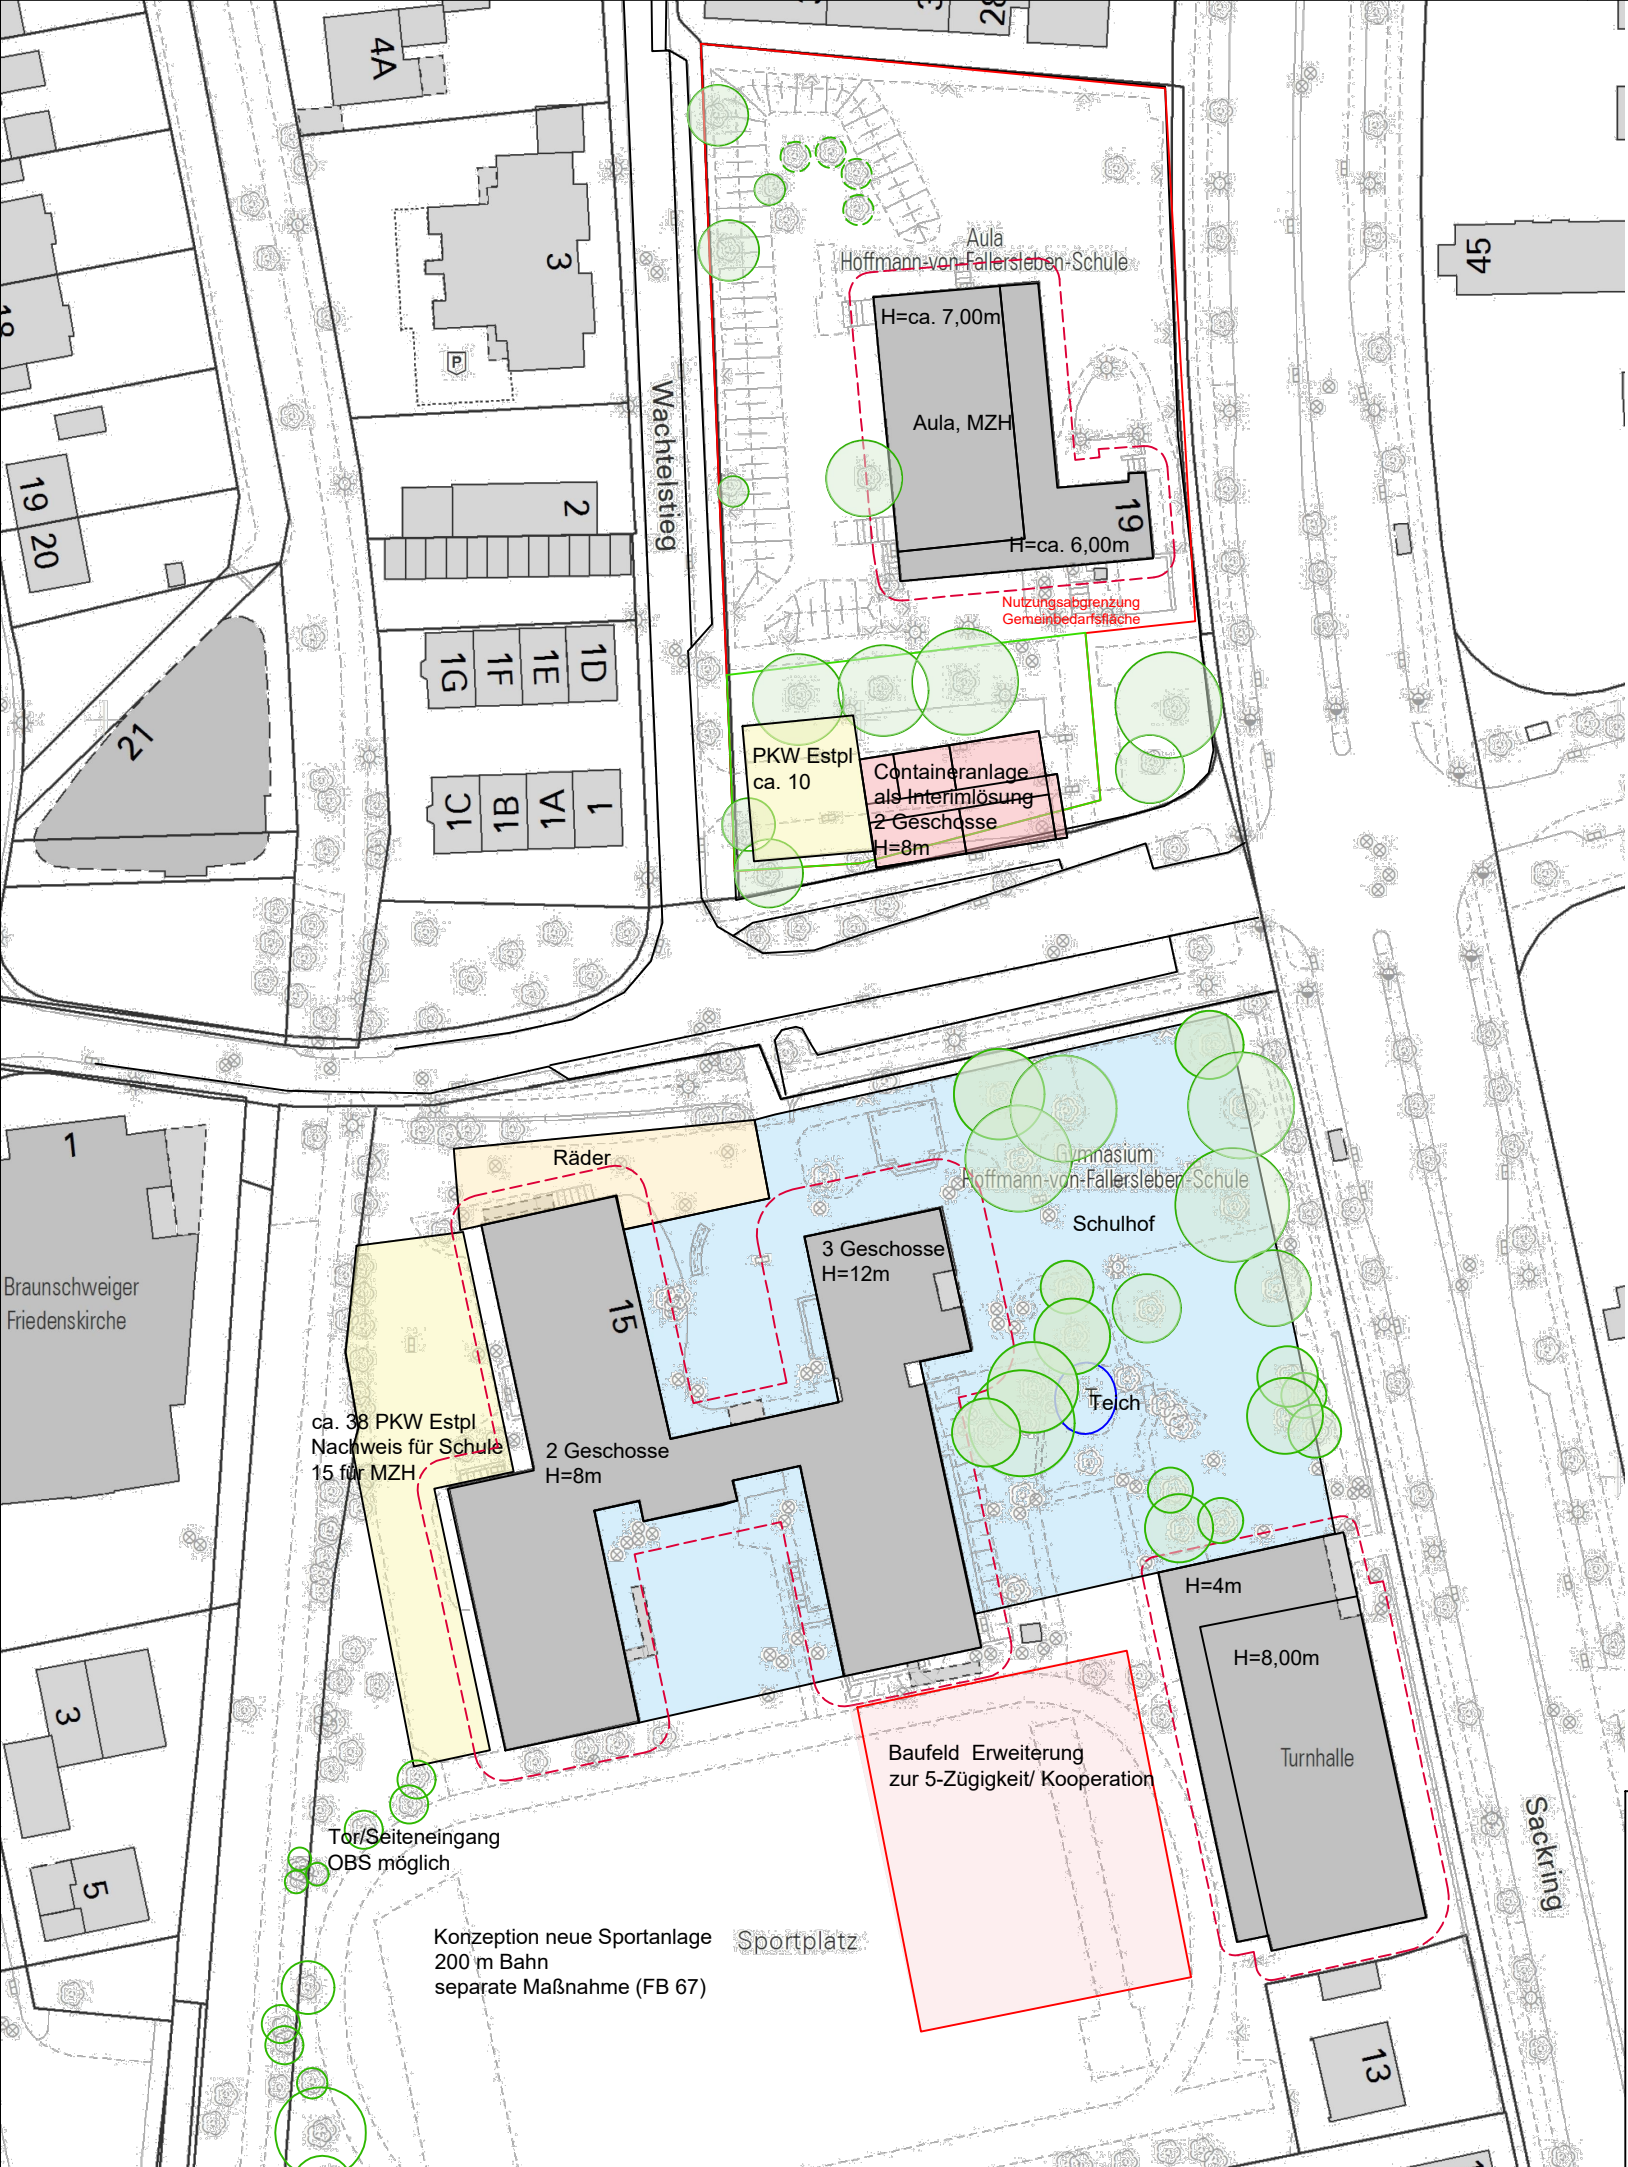 4A
28
3
P
45
Aula
Hoffmann-von-Fallersleben-Schule
H=ca. 7,00m
Aula, MZH
Wachtelstieg
18
19
20
2
19
H=ca. 6,00m
Nutzungsabgrenzung
Gemeinbedarfsfläche
1G
1F
1E
1D
21
PKW Estpl
ca. 10
Containeranlage
als Interimlösung
2 Geschosse
H=8m
1C
1B
1A
1
1
Räder
Gymnasium
Hoffmann-von-Fallersleben-Schule
Schulhof
3 Geschosse
H=12m
Braunschweiger
Friedenskirche
15
Teich
ca. 38 PKW Estpl
Nachweis für Schule
15 für MZH
2 Geschosse
H=8m
H=4m
H=8,00m
3
Baufeld  Erweiterung
zur 5-Zügigkeit/ Kooperation
Turnhalle
Tor/Seiteneingang
OBS möglich
5
Sackring
Konzeption neue Sportanlage
200 m Bahn
separate Maßnahme (FB 67)
Sportplatz
13